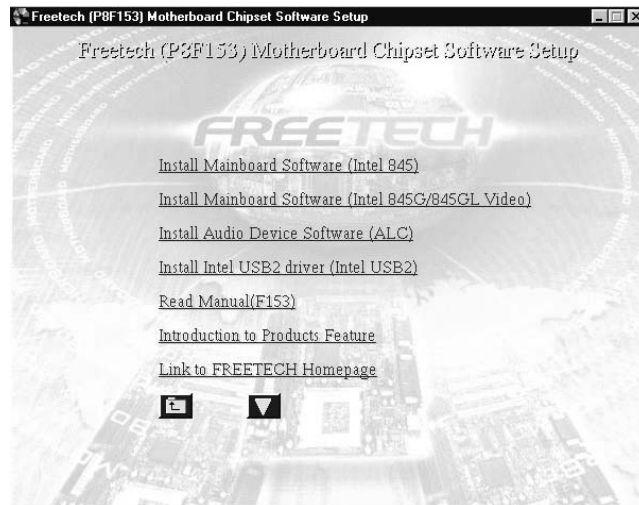 Freetech (P8F153) Motherboard Chipset Software Setup
Freetech (P8F153) Motherboard Chipset Software Setup
FREETECH
Install Mainboard Software (Intel 845)
Install Mainboard Software (Intel 845G/845GL Video)
Install Audio Device Software (ALC)
Install Intel USB2 driver (Intel USB2)
Read Manual(F153)
Introduction to Products Feature
Link to FREETECH Homepage